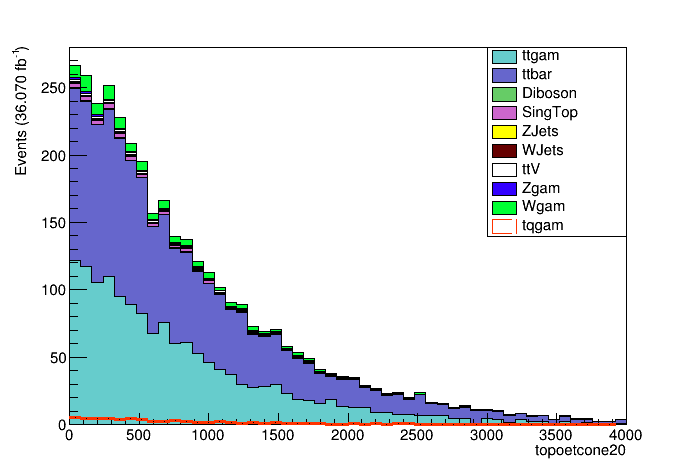 Events (36.070 fb⁻¹)
250
200
150
100
50
0
0 500 1000 1500 2000 2500 3000 3500 4000
topoetcone20
ttgam
ttbar
Diboson
SingTop
ZJets
WJets
ttV
Zgam
Wgam
tqgam